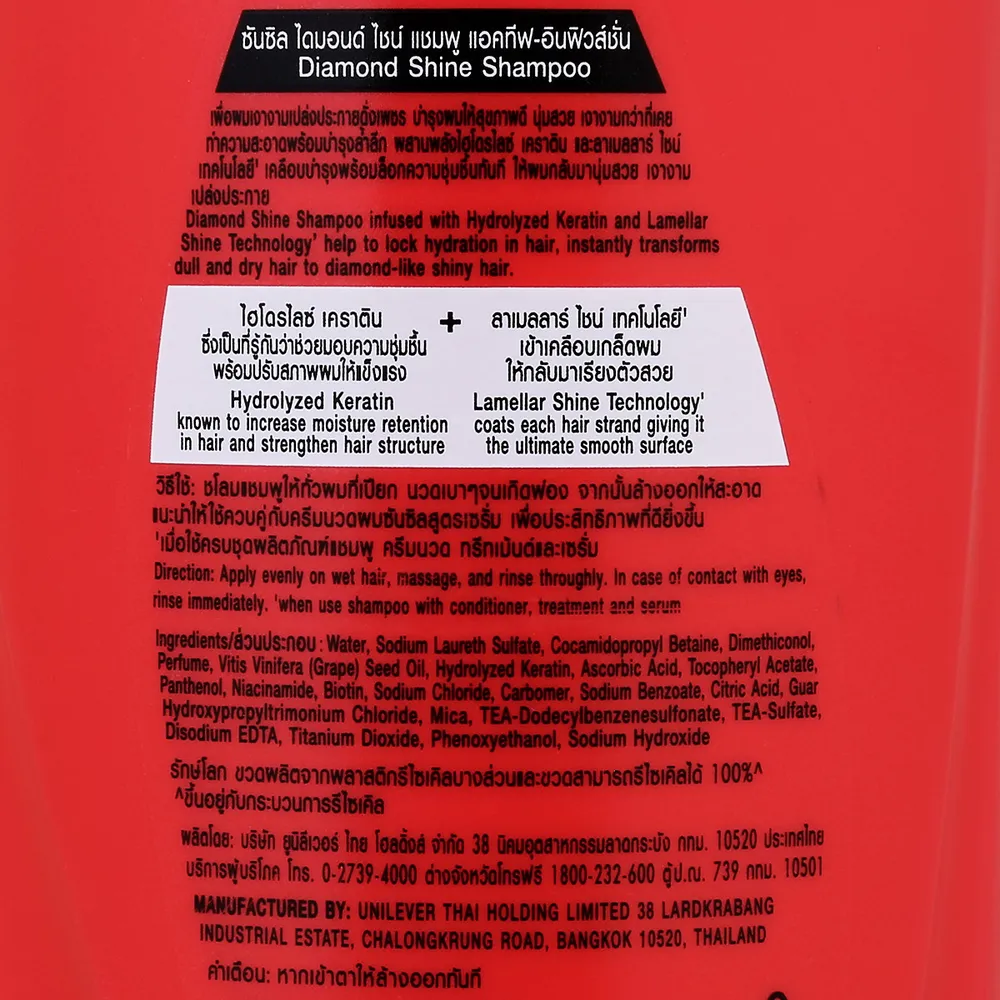 ซันซิล ไดมอนด์ ไชน์ แชมพู แอคทีฟ-อินฟิวส์ชั่น
Diamond Shine Shampoo
เพื่อผมเงางามเปล่งประกายดั่งเพชร บำรุงผมให้สุขภาพดี นุ่มสวย เงางามกว่าที่เคย
ทำความสะอาดพร้อมบำรุงล้ำลึก ผสานพลังไฮโดรไลซ์ เคราติน และลาเมลลาร์ ไชน์
เทคโนโลยี' เคลือบบำรุงพร้อมล็อกความชุ่มชื้นทันที ให้ผมกลับมานุ่มสวย เงางาม
เปล่งประกาย
Diamond Shine Shampoo infused with Hydrolyzed Keratin and Lamellar
Shine Technology' help to lock hydration in hair, instantly transforms
dull and dry hair to diamond-like shiny hair.
ไฮโดรไลซ์ เคราติน + ลาเมลลาร์ ไชน์ เทคโนโลยี'
ซึ่งเป็นที่รู้กันว่าช่วยมอบความชุ่มชื้น เข้าเคลือบเกล็ดผม
พร้อมปรับสภาพผมให้แข็งแรง ให้กลับมาเรียงตัวสวย
Hydrolyzed Keratin Lamellar Shine Technology'
known to increase moisture retention coats each hair strand giving it
in hair and strengthen hair structure the ultimate smooth surface
วิธีใช้: ชโลมแชมพูให้ทั่วผมที่เปียก นวดเบาๆจนเกิดฟอง จากนั้นล้างออกให้สะอาด
แนะนำให้ใช้ควบคู่กับครีมนวดผมซันซิลสูตรเซรั่ม เพื่อประสิทธิภาพที่ดียิ่งขึ้น
'เมื่อใช้ครบชุดผลิตภัณฑ์แชมพู ครีมนวด ทรีทเม้นต์และเซรั่ม
Direction: Apply evenly on wet hair, massage, and rinse throughly. In case of contact with eyes,
rinse immediately. 'when use shampoo with conditioner, treatment and serum
Ingredients/ส่วนประกอบ : Water, Sodium Laureth Sulfate, Cocamidopropyl Betaine, Dimethiconol,
Perfume, Vitis Vinifera (Grape) Seed Oil, Hydrolyzed Keratin, Ascorbic Acid, Tocopheryl Acetate,
Panthenol, Niacinamide, Biotin, Sodium Chloride, Carbomer, Sodium Benzoate, Citric Acid, Guar
Hydroxypropyltrimonium Chloride, Mica, TEA-Dodecylbenzenesulfonate, TEA-Sulfate,
Disodium EDTA, Titanium Dioxide, Phenoxyethanol, Sodium Hydroxide
รักษ์โลก ขวดผลิตจากพลาสติกรีไซเคิลบางส่วนและขวดสามารถรีไซเคิลได้ 100%^
^ขึ้นอยู่กับกระบวนการรีไซเคิล
ผลิตโดย: บริษัท ยูนิลีเวอร์ ไทย โฮลดิ้งส์ จำกัด 38 นิคมอุตสาหกรรมลาดกระบัง กทม. 10520 ประเทศไทย
บริการผู้บริโภค โทร. 0-2739-4000 ต่างจังหวัดโทรฟรี 1800-232-600 ตู้ป.ณ. 739 กทม. 10501
MANUFACTURED BY: UNILEVER THAI HOLDING LIMITED 38 LARDKRABANG
INDUSTRIAL ESTATE, CHALONGKRUNG ROAD, BANGKOK 10520, THAILAND
คำเตือน: หากเข้าตาให้ล้างออกทันที